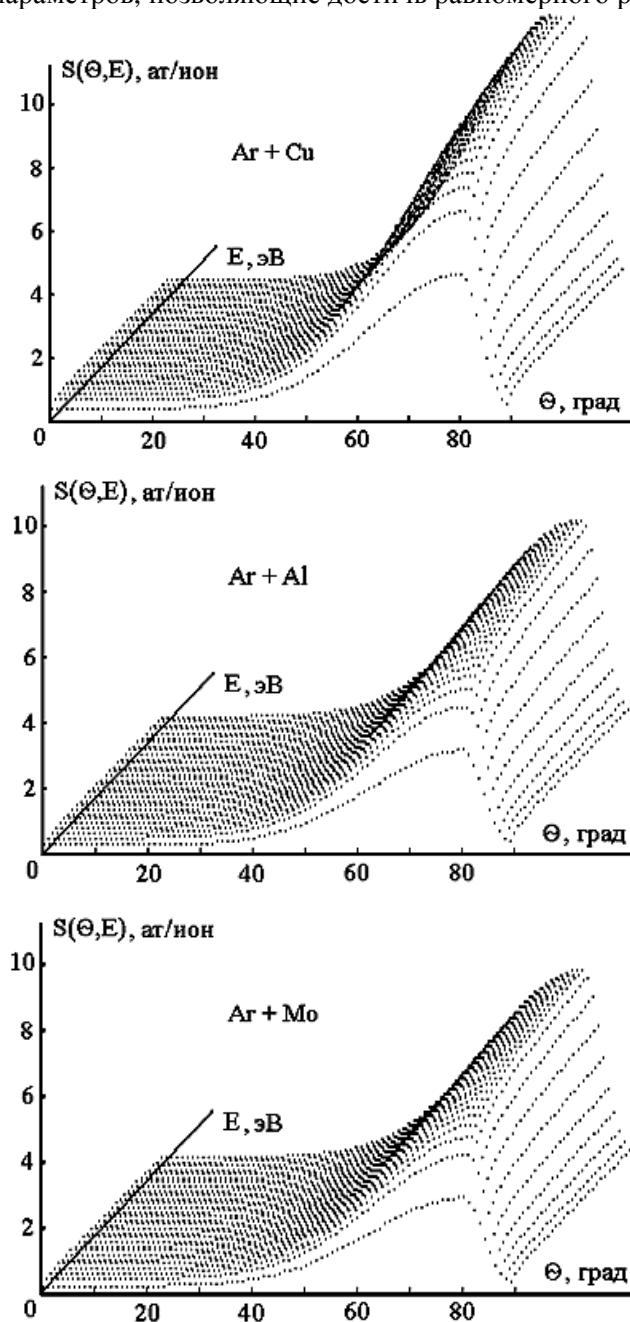 параметров, позволяющие достичь равномерного р
S(Θ,E), ат/ион
10
Ar + Cu
8
6
E, эВ
4
2
Θ, град
0 20 40 60 80
S(Θ,E), ат/ион
10
Ar + Al
8
6
E, эВ
4
2
Θ, град
0 20 40 60 80
S(Θ,E), ат/ион
10
Ar + Mo
8
6
E, эВ
4
2
Θ, град
0 20 40 60 80